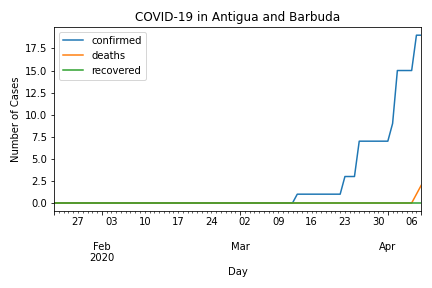 COVID-19 in Antigua and Barbuda
confirmed
deaths
recovered
Number of Cases
17.5
15.0
12.5
10.0
7.5
5.0
2.5
0.0
27 03 10 17 24 02 09 16 23 30 06
Feb Mar Apr
2020
Day